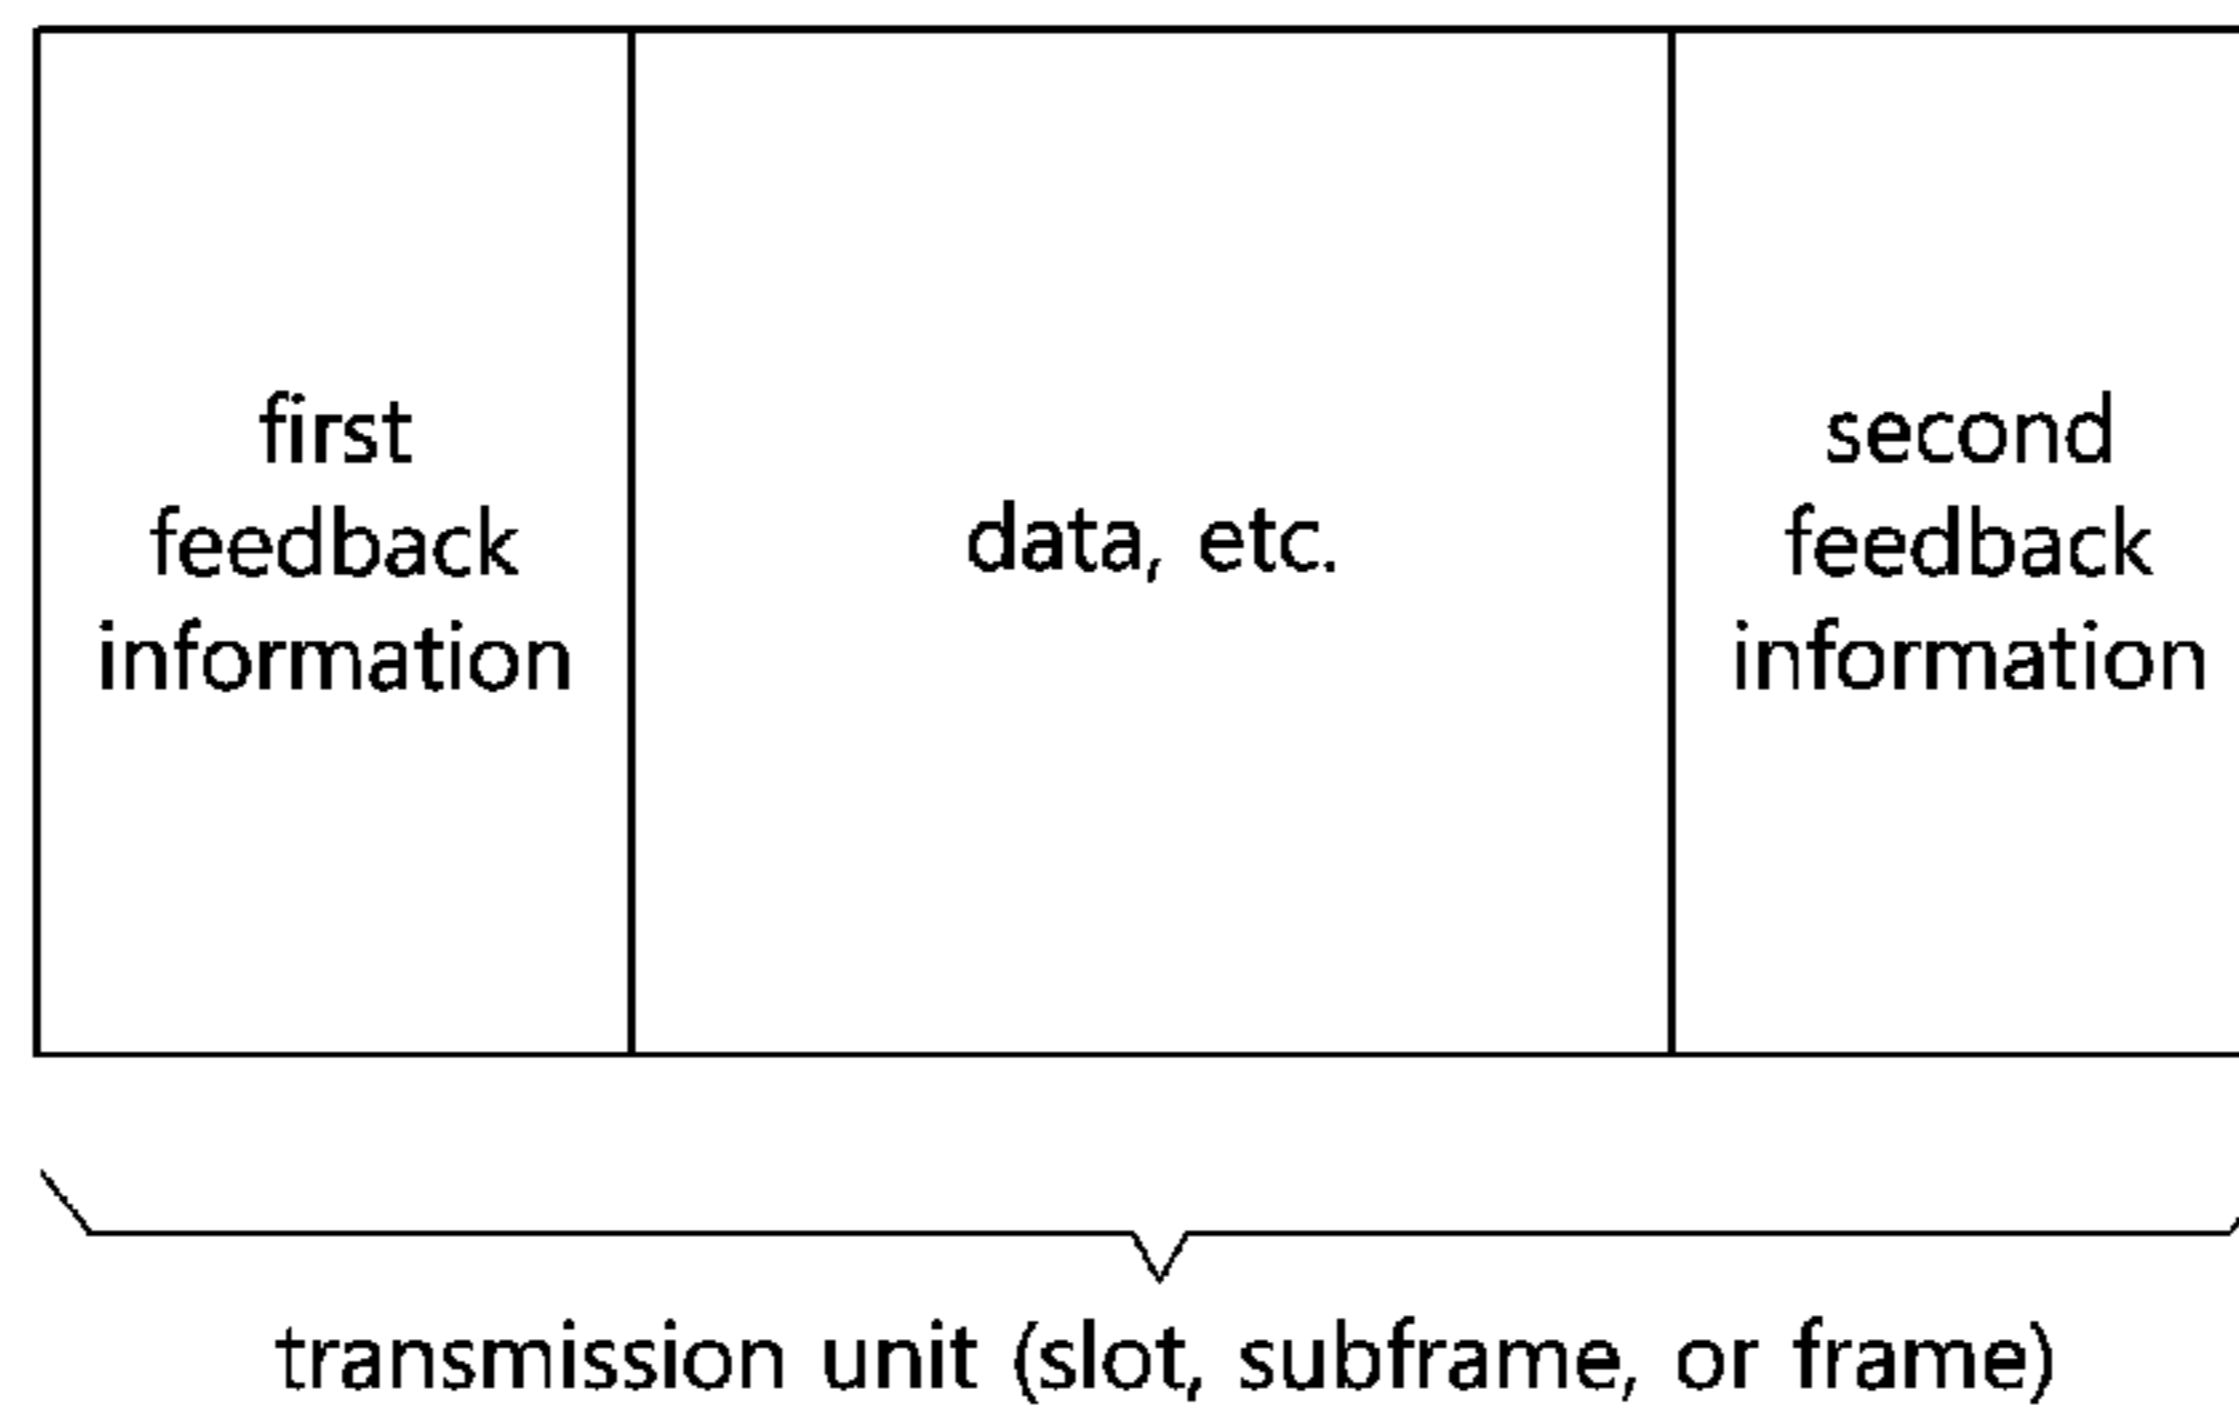 first
feedback
information
data, etc.
second
feedback
information
transmission unit (slot, subframe, or frame)